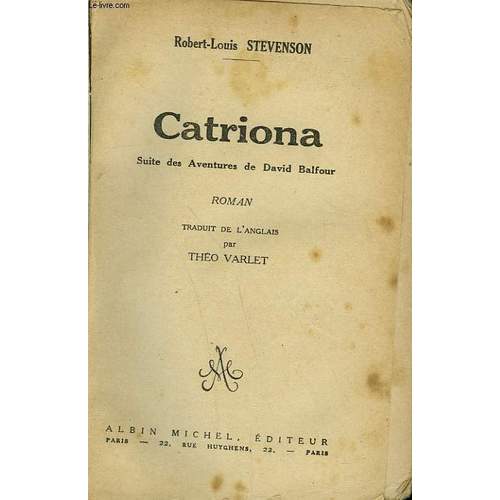 Le-livre.com
Robert-Louis STEVENSON
Catriona
Suite des Aventures de David Balfour
ROMAN
TRADUIT DE L'ANGLAIS
par
THÉO VARLET
AM
ALBIN MICHEL, ÉDITEUR
PARIS — 22, RUE HUYGHENS, 22, — PARIS